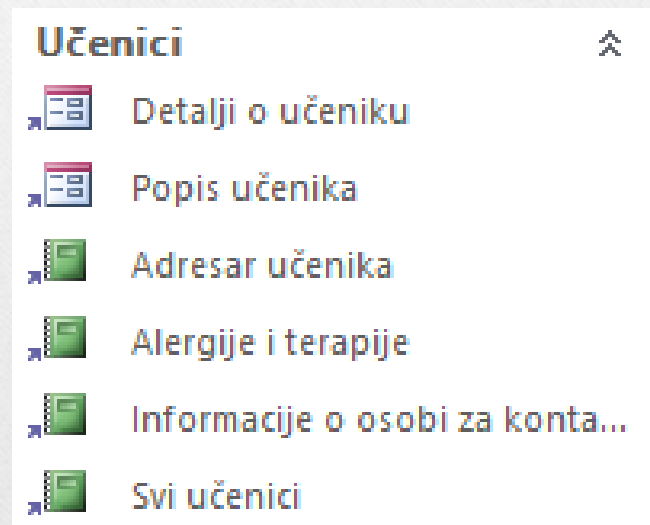 Učenici
Detalji o učeniku
Popis učenika
Adresar učenika
Alergije i terapije
Informacije o osobi za konta...
Svi učenici